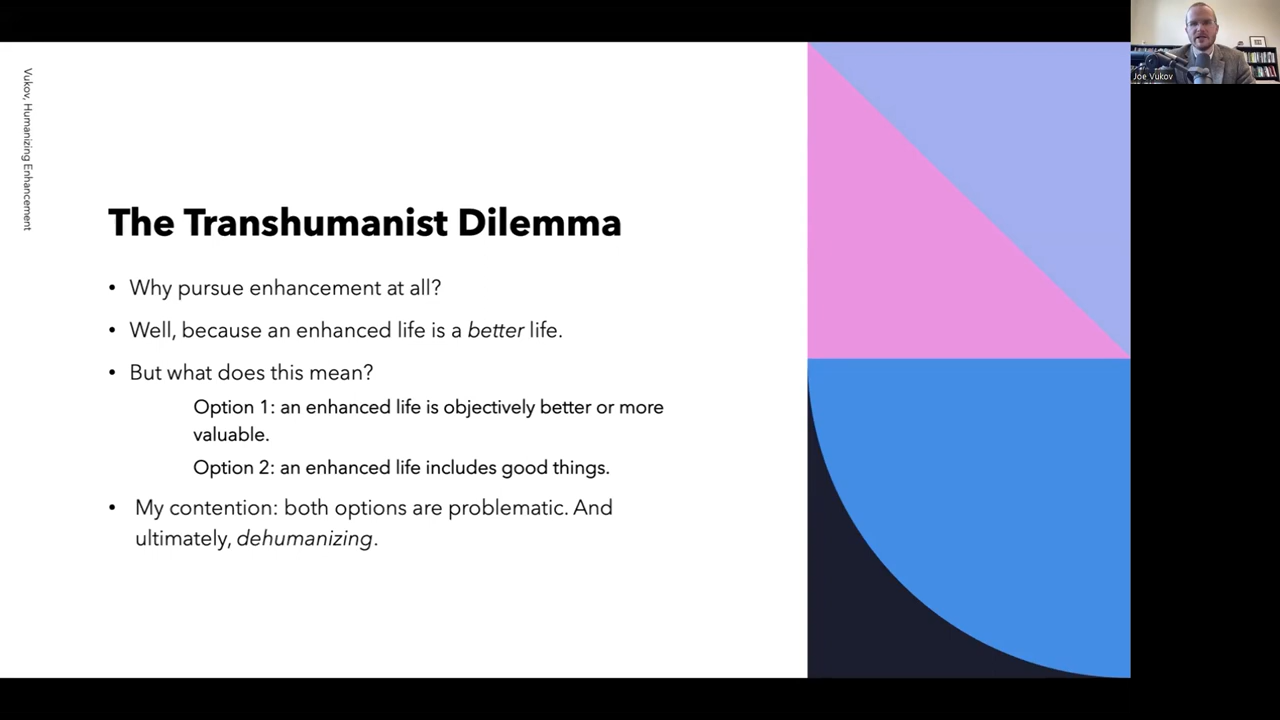 Vukov, Humanizing Enhancement
The Transhumanist Dilemma
• Why pursue enhancement at all?
• Well, because an enhanced life is a better life.
• But what does this mean?
Option 1: an enhanced life is objectively better or more
valuable.
Option 2: an enhanced life includes good things.
• My contention: both options are problematic. And
ultimately, dehumanizing.
Joe Vukov